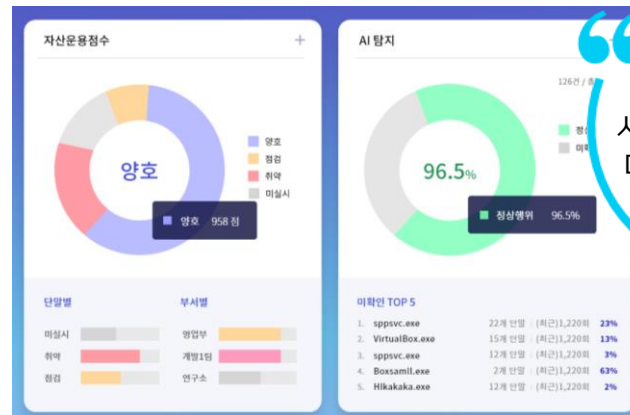 자산운용점수 +
양호
양호
점검
취약
미실시
양호 958 점
단말별 부서별
미실시 영업부
취약 개발1팀
점검 연구소
AI 탐지
126건 /
96.5%
정상행위 96.5%
미확인 TOP 5
1. sppsvc.exe 22개 단말 (최근)1,220회 23%
2. VirtualBox.exe 15개 단말 (최근)1,220회 13%
3. sppsvc.exe 12개 단말 (최근)1,220회 3%
4. Boxsamil.exe 2개 단말 (최근)1,220회 63%
5. Hikakaka.exe 12개 단말 (최근)1,220회 2%